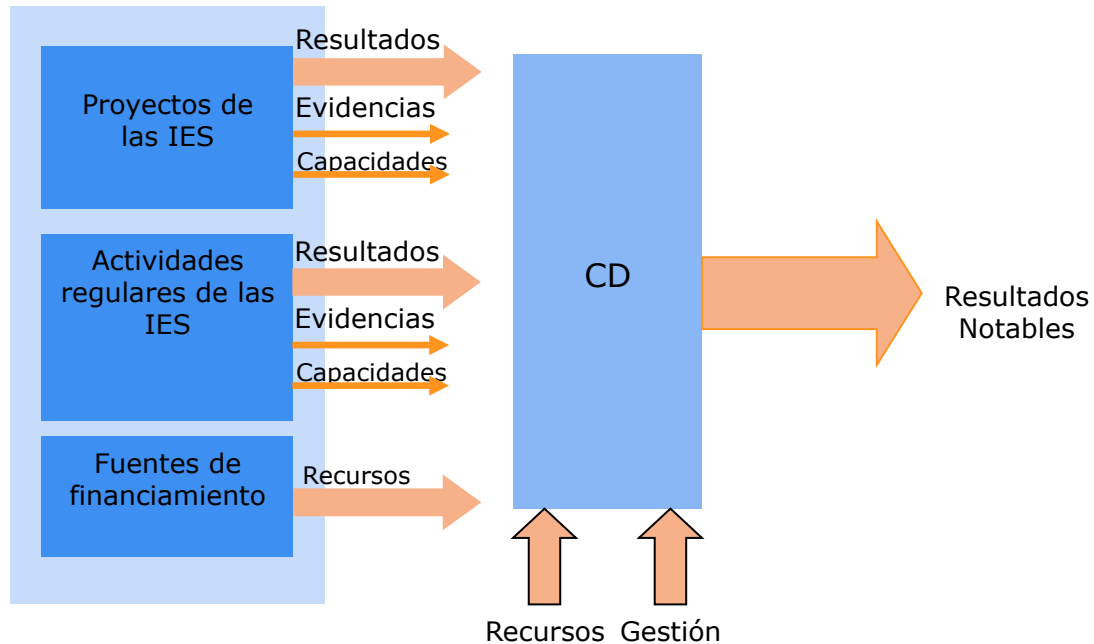 Resultados
Proyectos de
las IES
Evidencias
Capacidades
Actividades
regulares de las
IES
Resultados
Evidencias
Capacidades
Fuentes de
financiamiento
Recursos
CD
Resultados
Notables
Recursos
Gestión